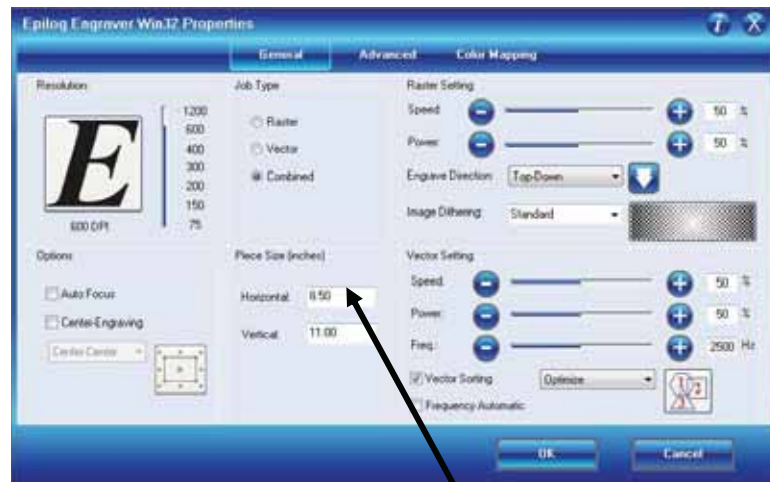 Epilog Engraver Win32 Properties
General Advanced Color Mapping
Resolution
E
1200
600
400
300
200
150
75
600 DPI
Job Type
Raster
Vector
Combined
Raster Setting
Speed 50 %
Power 50 %
Engrave Direction Top-Down
Image Dithering Standard
Options
Auto Focus
Center-Engraving
Center-Center
Piece Size (inches)
Horizontal 8.50
Vertical 11.00
Vector Setting
Speed 50 %
Power 50 %
Freq.: 2500 Hz
Vector Sorting Optimize
1 2 3
Frequency Automatic
OK Cancel